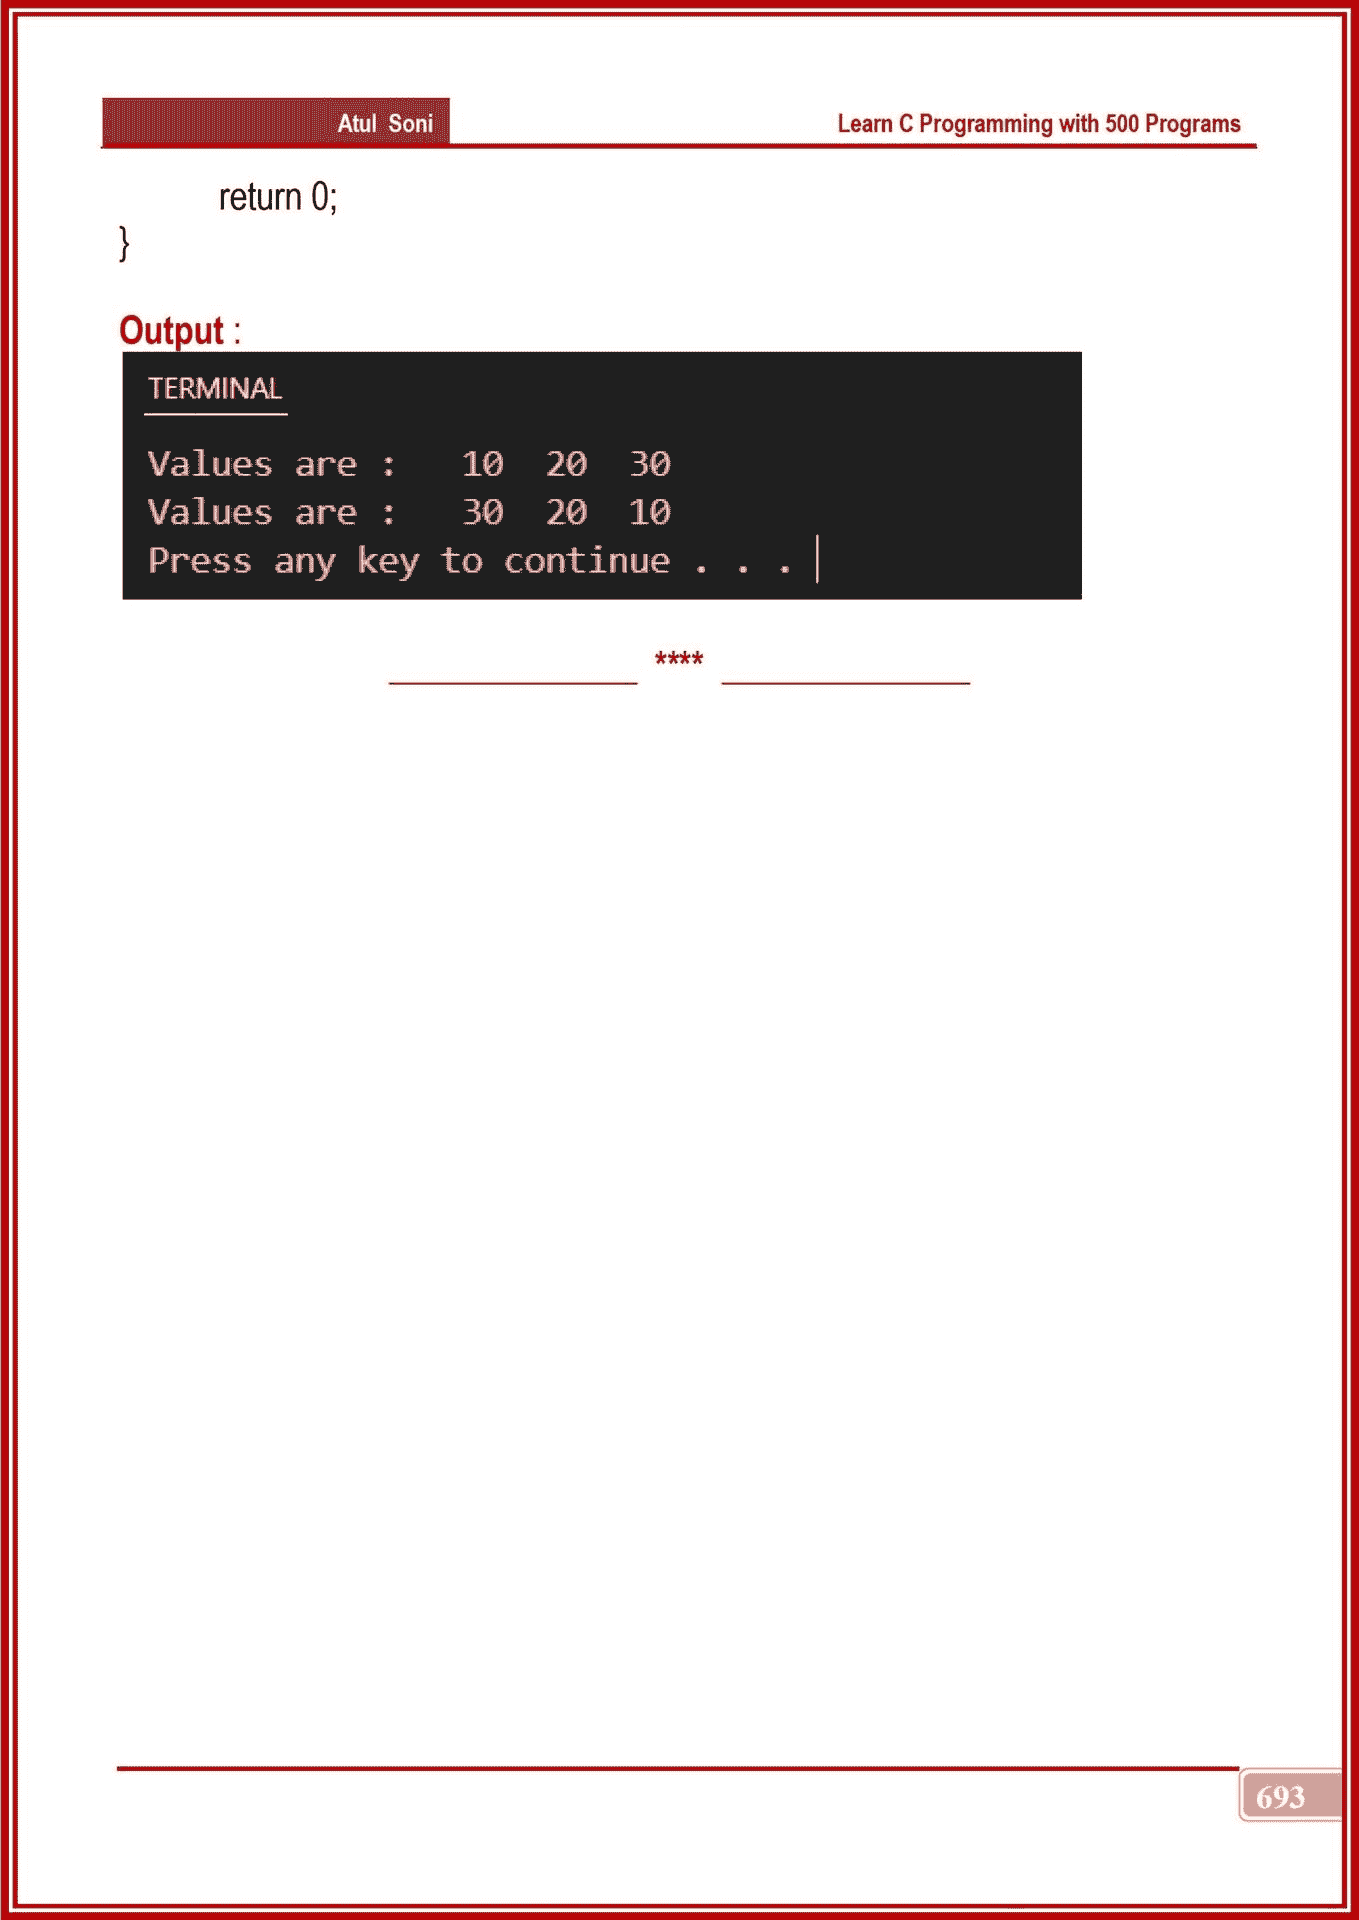 Atul Soni
Learn C Programming with 500 Programs
return 0;
}
Output :
TERMINAL
Values are :   10  20  30
Values are :   30  20  10
Press any key to continue . . .
****
693